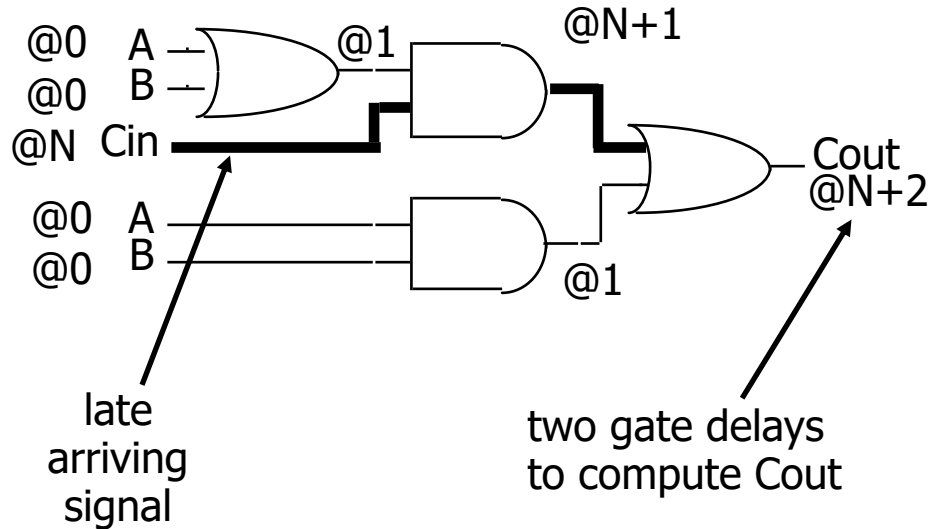 @N+1
@0 A @1
@0 B
@N Cin
Cout
@N+2
@0 A
@0 B
@1
late
arriving
signal
two gate delays
to compute Cout